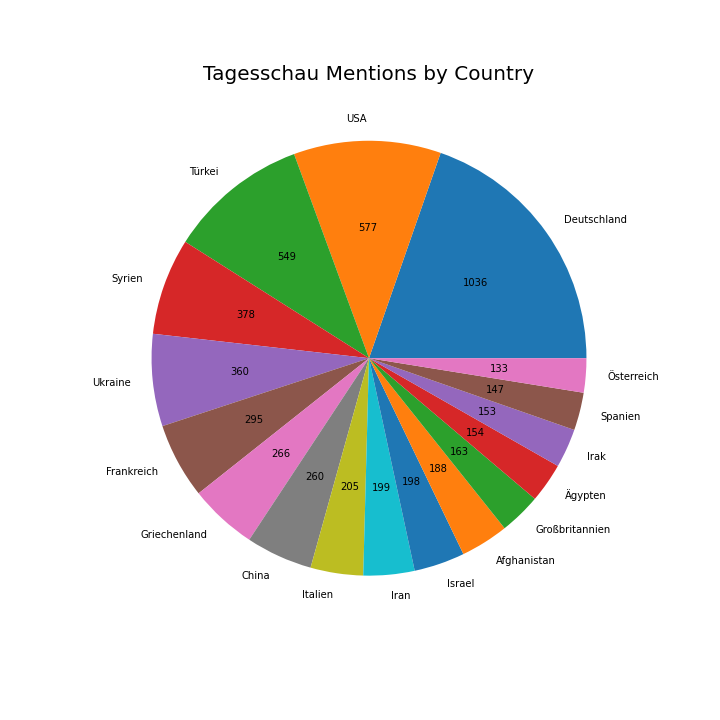 Tagesschau Mentions by Country
USA
Türkei
Deutschland
577
549
1036
Syrien
378
360
133
Österreich
Ukraine
147
153
Spanien
295
154
Frankreich
266
163
Irak
260
188
205
199
198
Ägypten
Griechenland
Großbritannien
China
Afghanistan
Italien
Iran
Israel